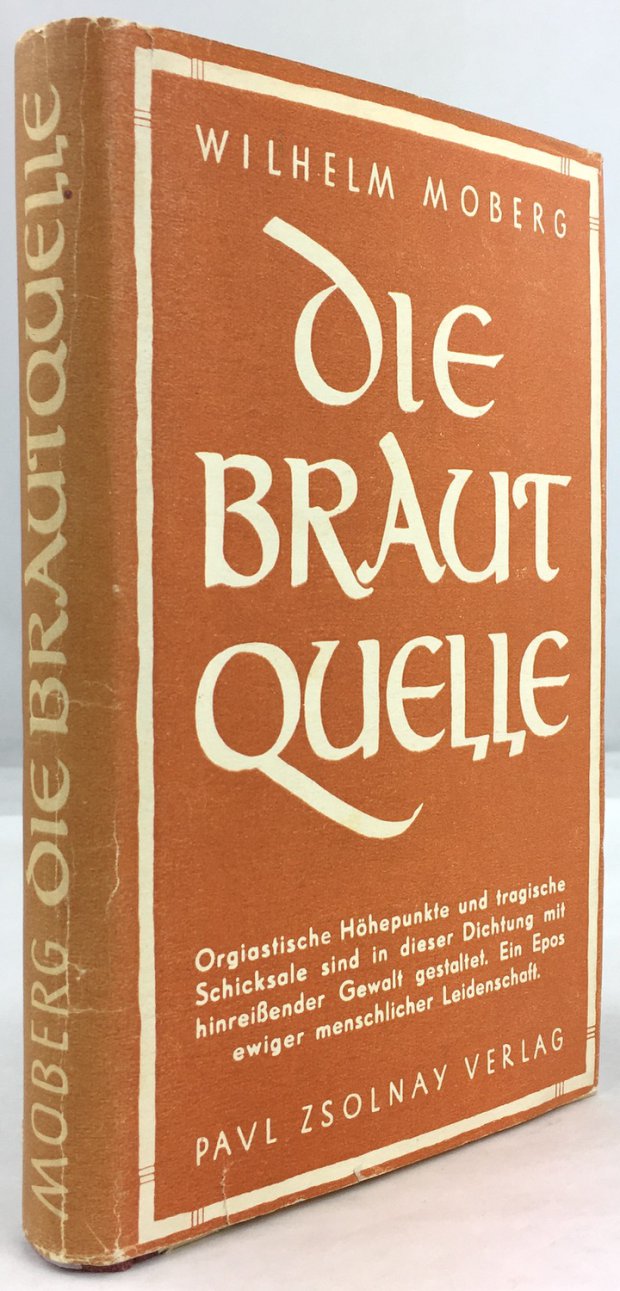 WILHELM MOBERG
DIE
BRAUT
QUELLE
Orgiastische Höhepunkte und tragische
Schicksale sind in dieser Dichtung mit
hinreißender Gewalt gestaltet. Ein Epos
ewiger menschlicher Leidenschaft.
PAVL ZSOLNAY VERLAG
MOBERG DIE BRAUTQUELLE